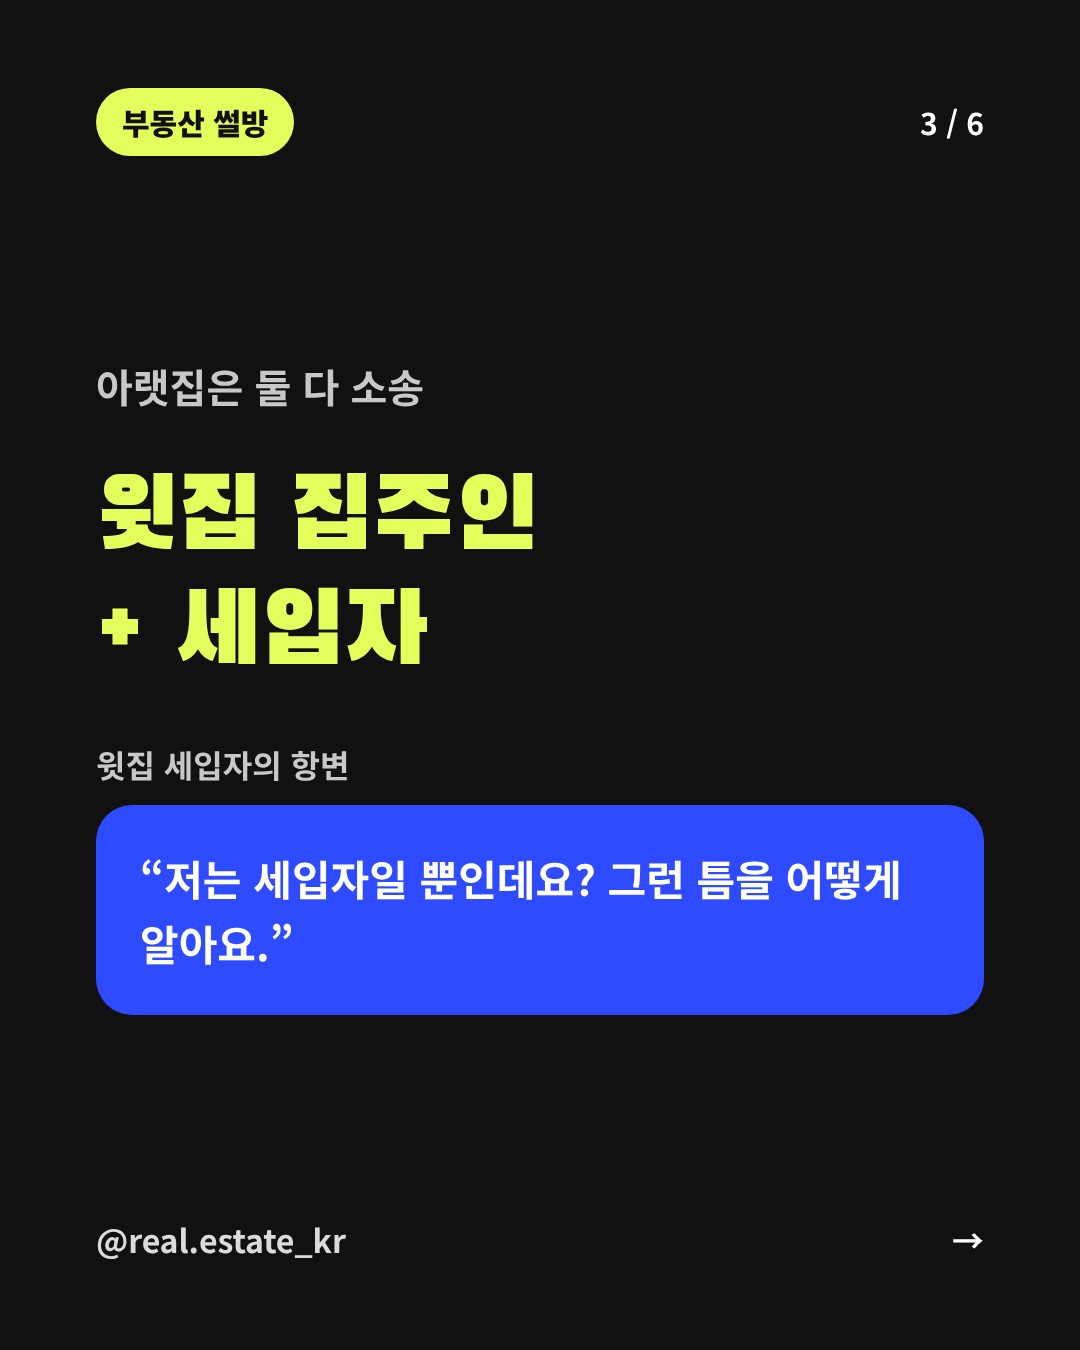 부동산 썰방
3 / 6
아랫집은 둘 다 소송
윗집 집주인
+ 세입자
윗집 세입자의 항변
“저는 세입자일 뿐인데요? 그런 틈을 어떻게
알아요.”
@real.estate_kr
→